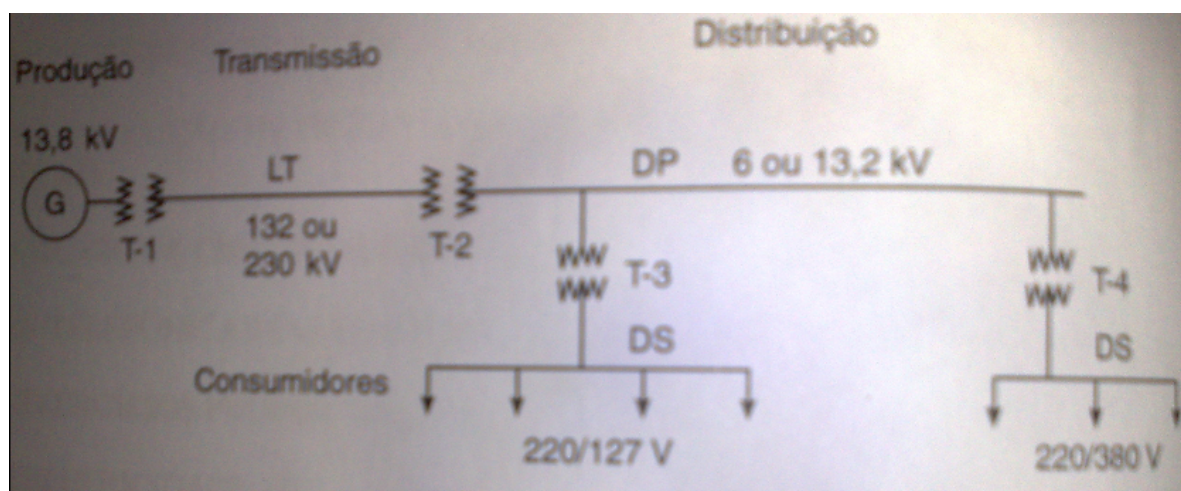 Produção
Transmissão
Distribuição
13,8 kV
G
T-1
LT
132 ou
230 kV
T-2
DP 6 ou 13,2 kV
T-3
T-4
DS
DS
Consumidores
220/127 V
220/380 V